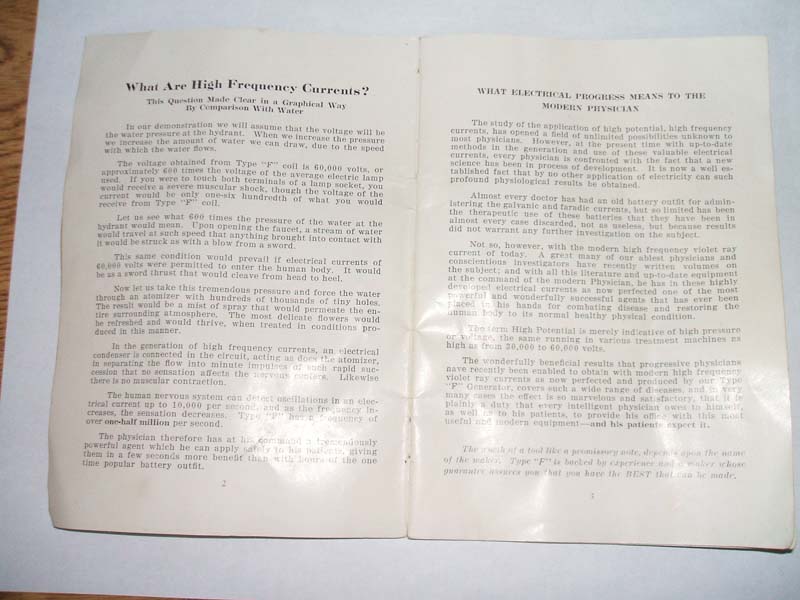 What Are High Frequency Currents?
This Question Made Clear in a Graphical Way
By Comparison With Water
In our demonstration we will assume that the voltage will be
the water pressure at the hydrant. When we increase the pressure
we increase the amount of water we can draw, due to the speed
with which the water flows.
The voltage obtained from Type "F" coil is 60,000 volts, or
approximately 600 times the voltage of the average electric lamp
used. If you were to touch both terminals of a lamp socket, you
would receive a severe muscular shock, though the voltage of the
current would be only one-six hundredth of what you would
receive from Type "F" coil.
Let us see what 600 times the pressure of the water at the
hydrant would mean. Upon opening the faucet, a stream of water
would travel at such speed that anything brought into contact with
it would be struck as with a blow from a sword.
This same condition would prevail if electrical currents of
60,000 volts were permitted to enter the human body. It would
be as a sword thrust that would cleave from head to heel.
Now let us take this tremendous pressure and force the water
through an atomizer with hundreds of thousands of tiny holes.
The result would be a mist of spray that would permeate the en-
tire surrounding atmosphere. The most delicate flowers would
be refreshed and would thrive, when treated in conditions pro-
duced in this manner.
In the generation of high frequency currents, an electrical
condenser is connected in the circuit, acting as does the atomizer,
in separating the flow into minute impulses of such rapid suc-
cession that no sensation affects the nervous centers. Likewise
there is no muscular contraction.
The human nervous system can detect oscillations in an elec-
trical current up to 10,000 per second, and as the frequency in-
creases, the sensation decreases. Type "F" has a frequency of
over one-half million per second.
The physician therefore has at his command a tremendously
powerful agent which he can apply safely to his patients, giving
them in a few seconds more benefit than with hours of the one
time popular battery outfit.
2
WHAT ELECTRICAL PROGRESS MEANS TO THE
MODERN PHYSICIAN
The study of the application of high potential, high frequency
currents, has opened a field of unlimited possibilities unknown to
most physicians. However, at the present time with up-to-date
methods in the generation and use of these valuable electrical
currents, every physician is confronted with the fact that a new
science has been in process of development. It is now a well es-
tablished fact that by no other application of electricity can such
profound physiological results be obtained.
Almost every doctor has had an old battery outfit for admin-
istering the galvanic and faradic currents, but so limited has been
the therapeutic use of these batteries that they have been in
almost every case discarded, not as useless, but because results
did not warrant any further investigation on the subject.
Not so, however, with the modern high frequency violet ray
current of today. A great many of our ablest physicians and
conscientious investigators have recently written volumes on
the subject; and with all this literature and up-to-date equipment
at the command of the modern Physician, he has in these highly
developed electrical currents as now perfected one of the most
powerful and wonderfully successful agents that has ever been
placed in his hands for combating disease and restoring the
human body to its normal healthy physical condition.
The term High Potential is merely indicative of high pressure
or voltage, the same running in various treatment machines as
high as from 30,000 to 60,000 volts.
The wonderfully beneficial results that progressive physicians
have recently been enabled to obtain with modern high frequency
violet ray currents as now perfected and produced by our Type
"F" Generator, covers such a wide range of diseases, and in very
many cases the effect is so marvelous and satisfactory, that it is
plainly a duty that every intelligent physician owes to himself,
as well as to his patients, to provide his office with this most
useful and modern equipment—and his patients expect it.
The worth of a tool like a promissory note, depends upon the name
of the maker. Type "F" is backed by experience and a maker whose
guarantee assures you that you have the BEST that can be made.
3